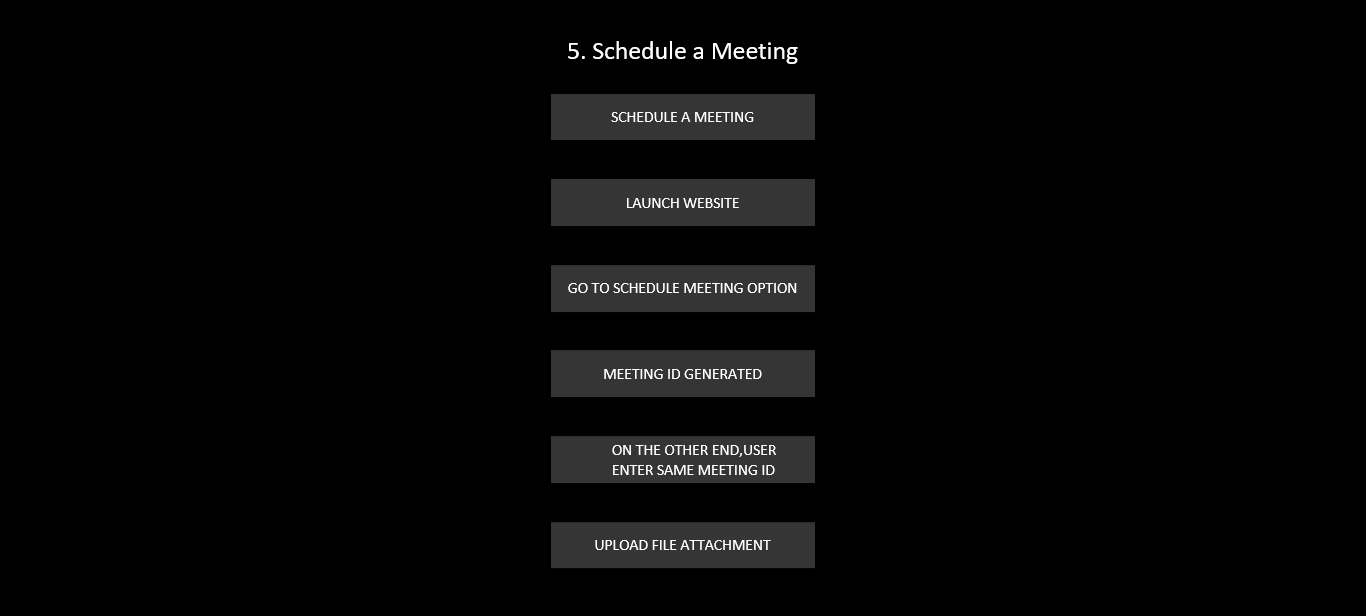 5. Schedule a Meeting
SCHEDULE A MEETING
LAUNCH WEBSITE
GO TO SCHEDULE MEETING OPTION
MEETING ID GENERATED
ON THE OTHER END,USER
ENTER SAME MEETING ID
UPLOAD FILE ATTACHMENT